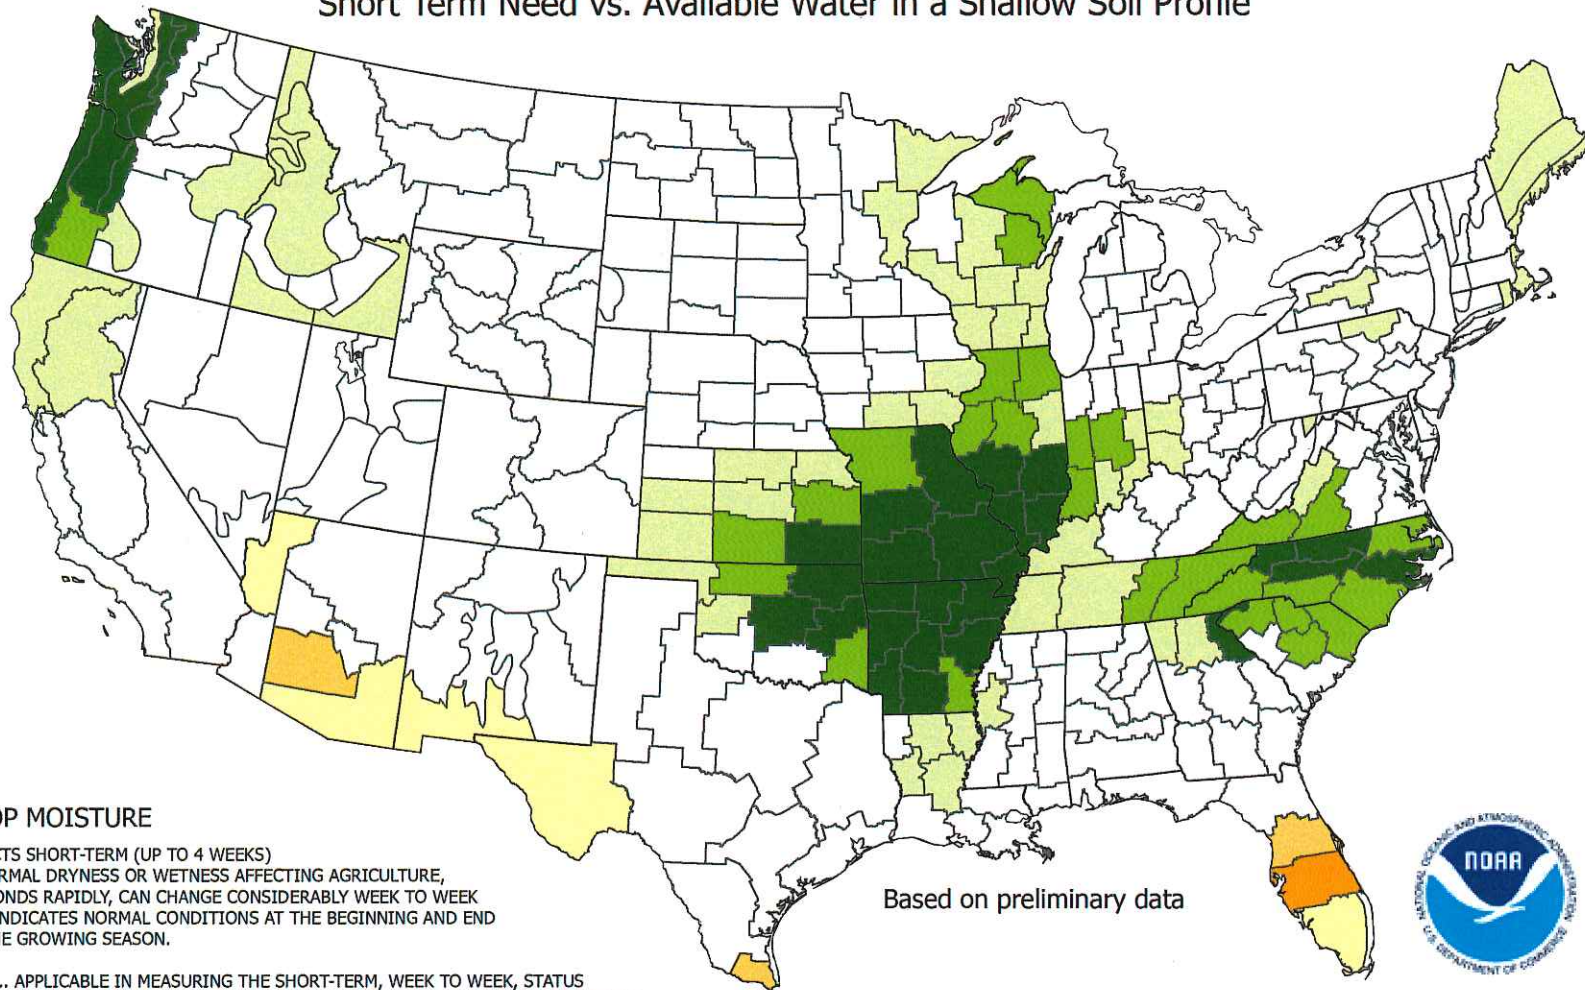 Short Term Need vs. Available Water in a Shallow Soil Profile
OP MOISTURE
CTS SHORT-TERM (UP TO 4 WEEKS)
RMAL DRYNESS OR WETNESS AFFECTING AGRICULTURE,
ONDS RAPIDLY, CAN CHANGE CONSIDERABLY WEEK TO WEEK
NDICATES NORMAL CONDITIONS AT THE BEGINNING AND END
HE GROWING SEASON.
.. APPLICABLE IN MEASURING THE SHORT-TERM, WEEK TO WEEK, STATUS
Based on preliminary data
NATIONAL OCEANIC AND ATMOSPHERIC ADMINISTRATION
NOAA
U.S. DEPARTMENT OF COMMERCE